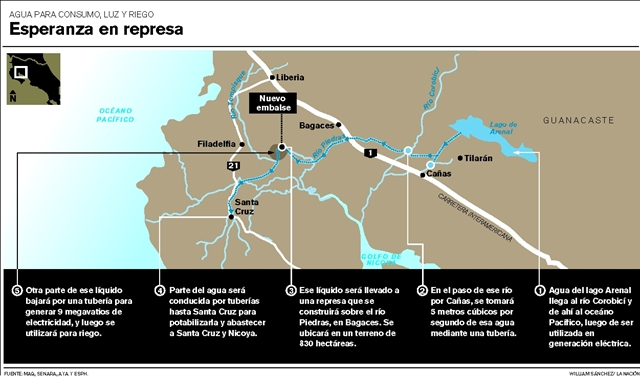 AGUA PARA CONSUMO, LUZ Y RIEGO
Esperanza en represa
N
OCÉANO
PACÍFICO
Río Tempisque
Liberia
Nuevo
embalse
Río Corobicí
Bagaces
Filadelfia
Río Piedras
1
Lago de
Arenal
GUANACASTE
Tilarán
21
Cañas
Santa
Cruz
CARRETERA INTERAMERICANA
GOLFO DE
NICOYA
5 Otra parte de ese líquido
bajará por una tubería para
generar 9 megavatios de
electricidad, y luego se
utilizará para riego.
4 Parte del agua será
conducida por tuberías
hasta Santa Cruz para
potabilizarla y abastecer
a Santa Cruz y Nicoya.
3 Ese líquido será llevado a
una represa que se
construirá sobre el río
Piedras, en Bagaces. Se
ubicará en un terreno de
830 hectáreas.
2 En el paso de ese río
por Cañas, se tomará
5 metros cúbicos por
segundo de esa agua
mediante una tubería.
1 Agua del lago Arenal
llega al río Corobicí y
de ahí al océano
Pacífico, luego de ser
utilizada en
generación eléctrica.
FUENTE: MAG, SENARA, AYA Y ESPH.
WILLIAM SÁNCHEZ/ LA NACIÓN